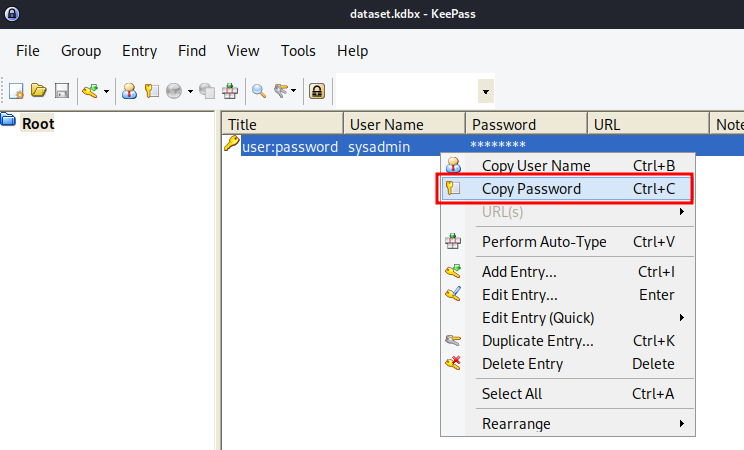 dataset.kdbx - KeePass
File Group Entry Find View Tools Help
Root
Title User Name Password URL Note
user:password sysadmin ********
Copy User Name Ctrl+B
Copy Password Ctrl+C
URL(s)
Perform Auto-Type Ctrl+V
Add Entry... Ctrl+I
Edit Entry... Enter
Edit Entry (Quick)
Duplicate Entry... Ctrl+K
Delete Entry Delete
Select All Ctrl+A
Rearrange